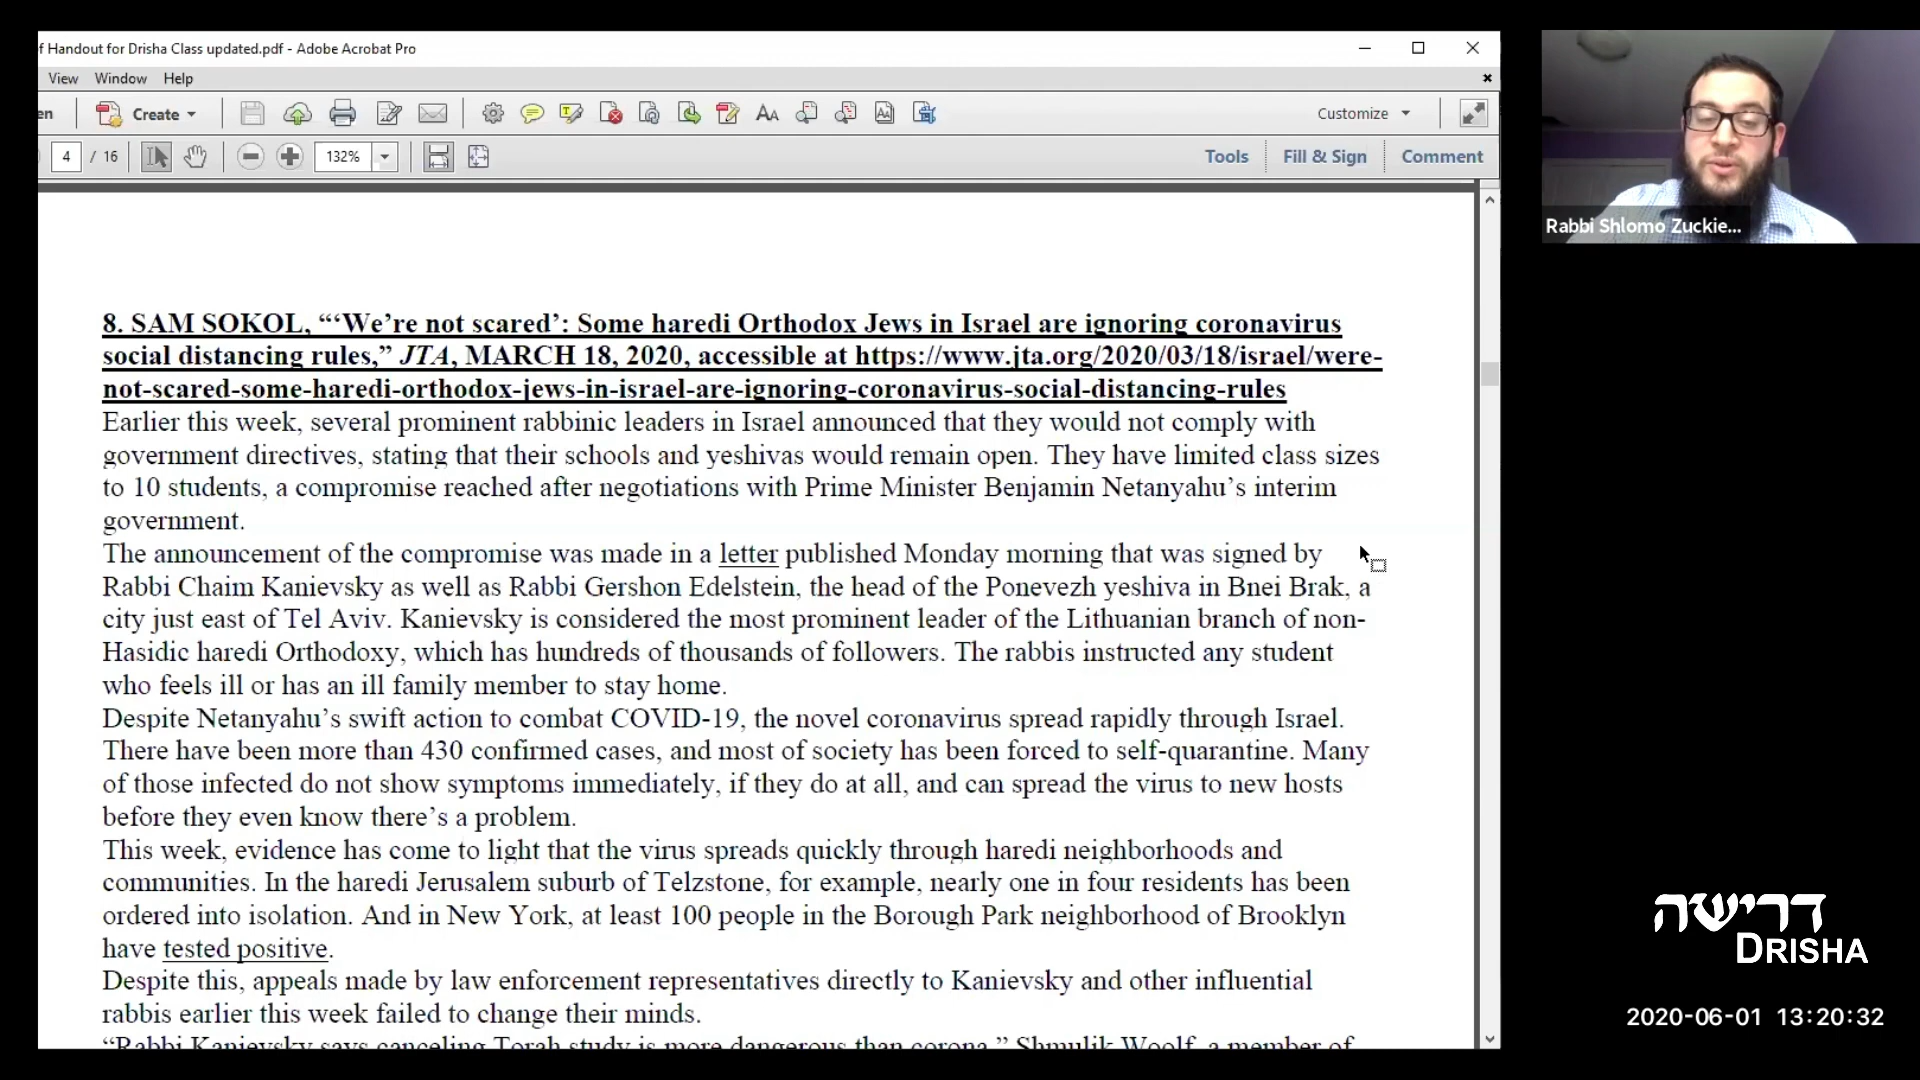 f Handout for Drisha Class updated.pdf - Adobe Acrobat Pro
View Window Help
en Create Customize
4 / 16 132% Tools Fill & Sign Comment
Rabbi Shlomo Zuckie...
8. SAM SOKOL, “‘We’re not scared’: Some haredi Orthodox Jews in Israel are ignoring coronavirus
social distancing rules,” JTA, MARCH 18, 2020, accessible at https://www.jta.org/2020/03/18/israel/were-
not-scared-some-haredi-orthodox-jews-in-israel-are-ignoring-coronavirus-social-distancing-rules
Earlier this week, several prominent rabbinic leaders in Israel announced that they would not comply with
government directives, stating that their schools and yeshivas would remain open. They have limited class sizes
to 10 students, a compromise reached after negotiations with Prime Minister Benjamin Netanyahu’s interim
government.
The announcement of the compromise was made in a letter published Monday morning that was signed by
Rabbi Chaim Kanievsky as well as Rabbi Gershon Edelstein, the head of the Ponevezh yeshiva in Bnei Brak, a
city just east of Tel Aviv. Kanievsky is considered the most prominent leader of the Lithuanian branch of non-
Hasidic haredi Orthodoxy, which has hundreds of thousands of followers. The rabbis instructed any student
who feels ill or has an ill family member to stay home.
Despite Netanyahu’s swift action to combat COVID-19, the novel coronavirus spread rapidly through Israel.
There have been more than 430 confirmed cases, and most of society has been forced to self-quarantine. Many
of those infected do not show symptoms immediately, if they do at all, and can spread the virus to new hosts
before they even know there’s a problem.
This week, evidence has come to light that the virus spreads quickly through haredi neighborhoods and
communities. In the haredi Jerusalem suburb of Telzstone, for example, nearly one in four residents has been
ordered into isolation. And in New York, at least 100 people in the Borough Park neighborhood of Brooklyn
have tested positive.
Despite this, appeals made by law enforcement representatives directly to Kanievsky and other influential
rabbis earlier this week failed to change their minds.
“Rabbi Kanievsky says canceling Torah study is more dangerous than corona,” Shmulik Woolf, a member of
דרישה
DRISHA
2020-06-01 13:20:32